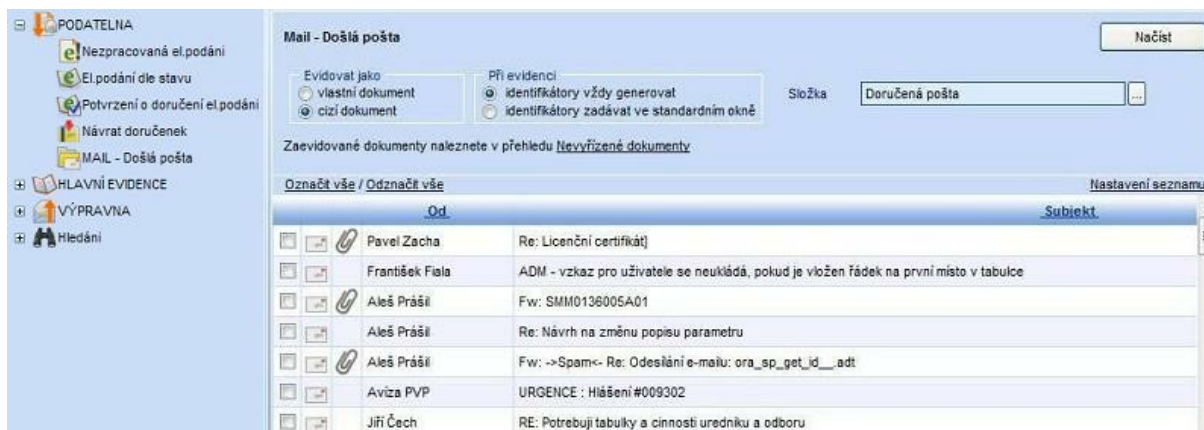 PODATELNA
Nezpracovaná el.podání
El.podání dle stavu
Potvrzení o doručení el.podání
Návrat doručenek
MAIL - Došlá pošta
HLAVNÍ EVIDENCE
VÝPRAVNA
Hledání
Mail - Došlá pošta
Načíst
Evidovat jako
vlastní dokument
cizí dokument
Při evidenci
identifikátory vždy generovat
identifikátory zadávat ve standardním okně
Složka
Doručená pošta
...
Zaevidované dokumenty naleznete v přehledu Nevyřízené dokumenty
Označit vše / Odznačit vše
Nastavení seznamu
Od Subjekt
Pavel Zacha Re: Licenční certifikát]
František Fiala ADM - vzkaz pro uživatele se neukládá, pokud je vložen řádek na první místo v tabulce
Aleš Prášil Fw: SMM0136005A01
Aleš Prášil Re: Návrh na změnu popisu parametru
Aleš Prášil Fw: ->Spam<- Re: Odesílání e-mailu: ora_sp_get_id__.adt
Avíza PVP URGENCE : Hlášení #009302
Jiří Čech RE: Potrebuji tabulky a cinnosti uredniku a odboru